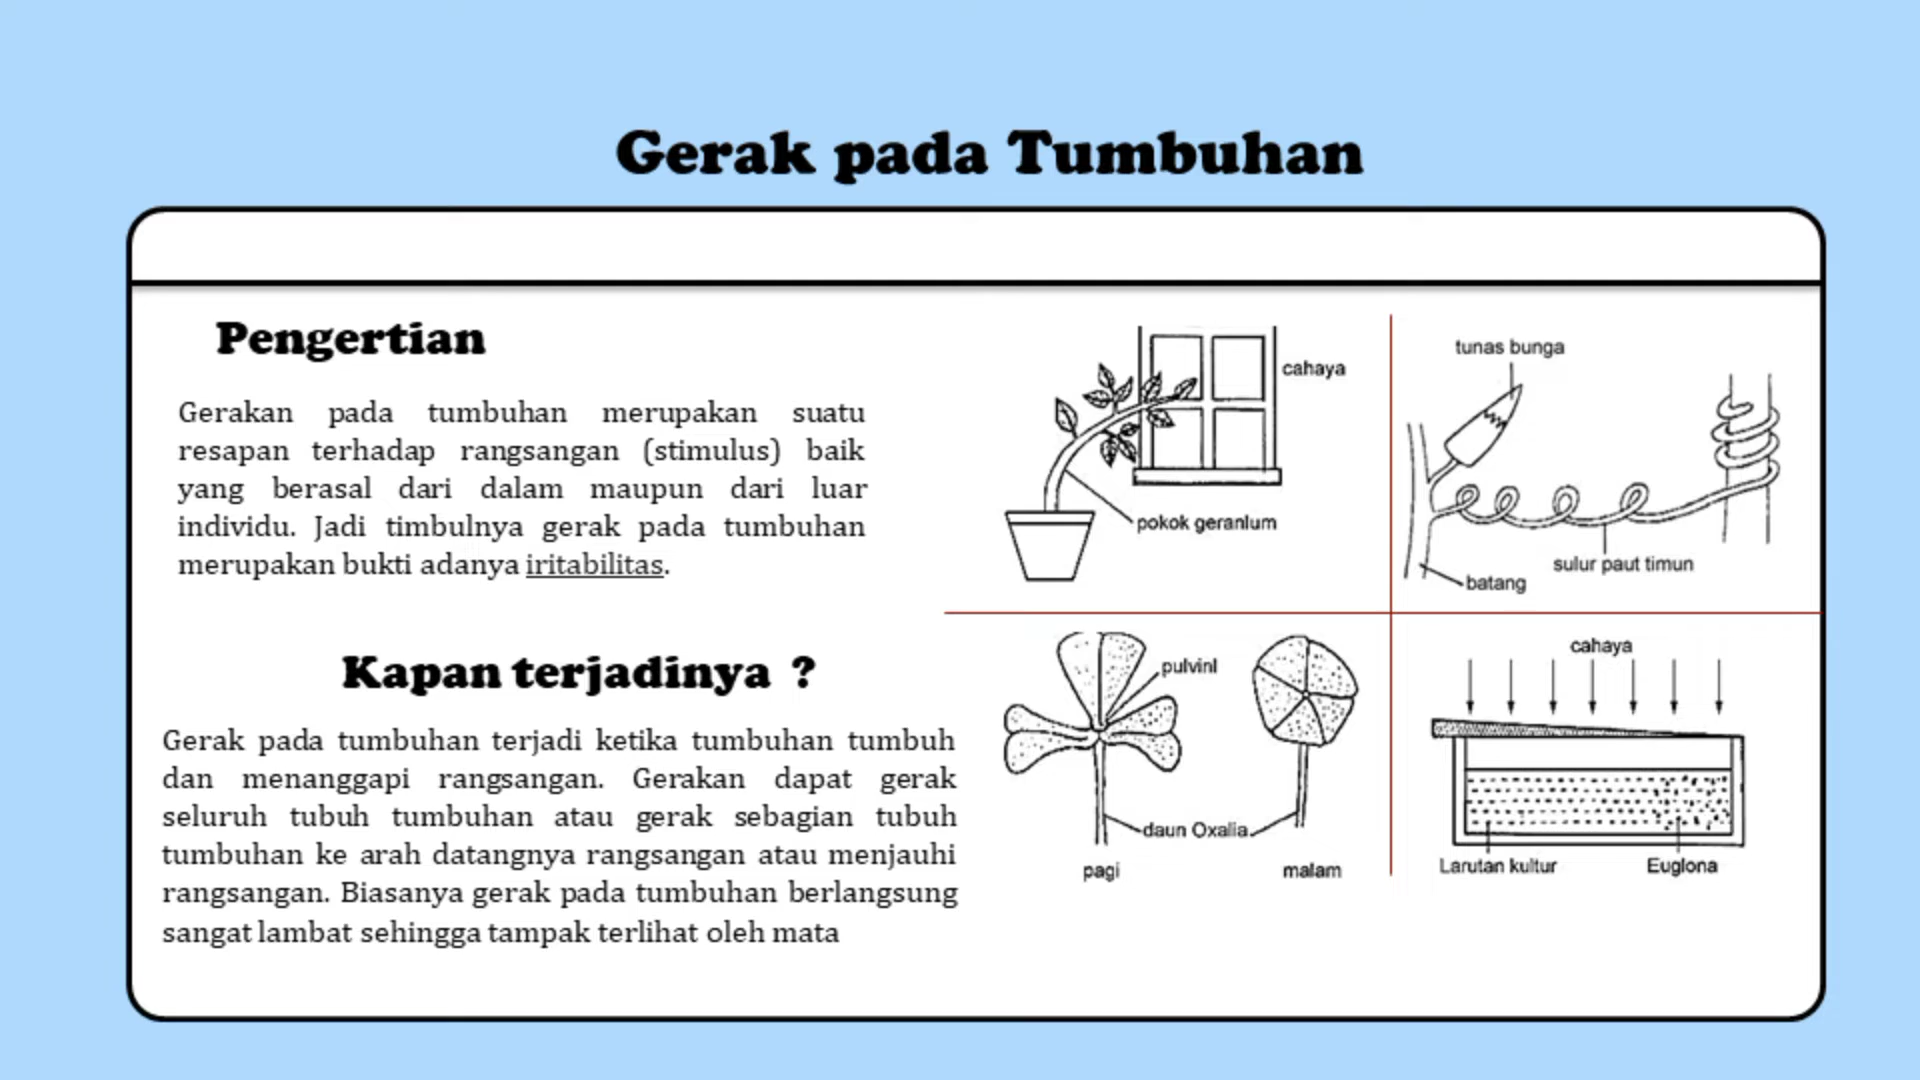 Gerak pada Tumbuhan
Pengertian
Gerakan pada tumbuhan merupakan suatu
resapan terhadap rangsangan (stimulus) baik
yang berasal dari dalam maupun dari luar
individu. Jadi timbulnya gerak pada tumbuhan
merupakan bukti adanya iritabilitas.
Kapan terjadinya ?
Gerak pada tumbuhan terjadi ketika tumbuhan tumbuh
dan menanggapi rangsangan. Gerakan dapat gerak
seluruh tubuh tumbuhan atau gerak sebagian tubuh
tumbuhan ke arah datangnya rangsangan atau menjauhi
rangsangan. Biasanya gerak pada tumbuhan berlangsung
sangat lambat sehingga tampak terlihat oleh mata
cahaya
pokok geranlum
tunas bunga
sulur paut timun
batang
pulvinl
daun Oxalia
pagi
malam
cahaya
Larutan kultur
Euglona